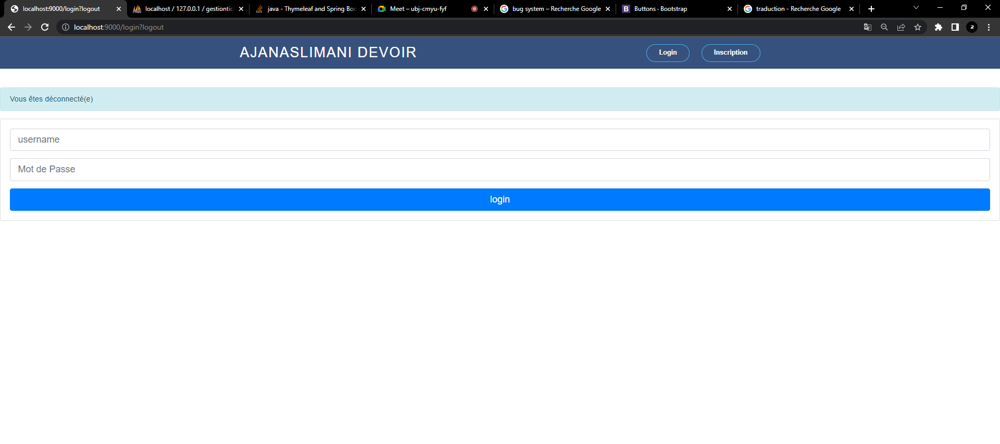 localhost:9000/login?logout
localhost / 127.0.0.1 / gestiontic
java - Thymeleaf and Spring Boo
Meet – ubj-cmyu-fyf
bug system – Recherche Google
B Buttons · Bootstrap
traduction - Recherche Google
localhost:9000/login?logout
AJANASLIMANI DEVOIR
Login
Inscription
Vous êtes déconnecté(e)
username
Mot de Passe
login